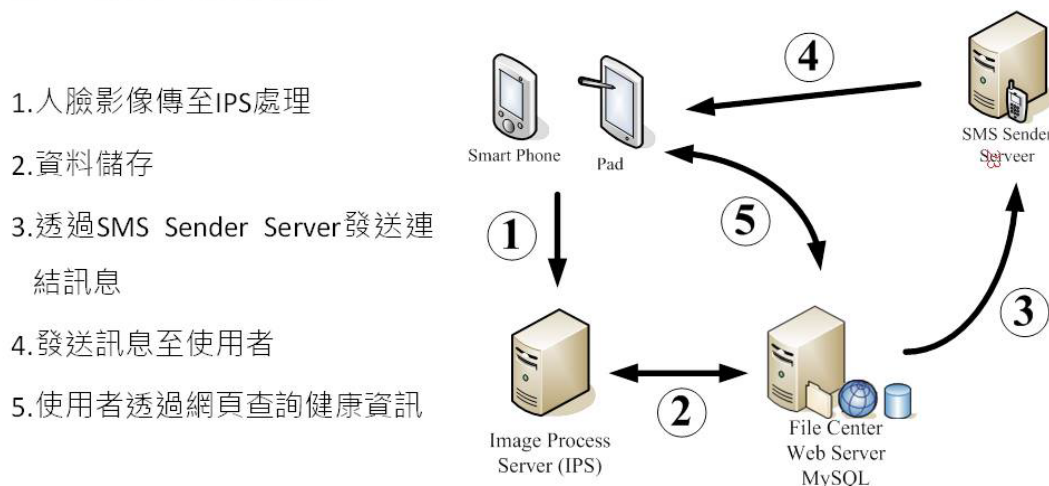 1.人臉影像傳至IPS處理
2.資料儲存
3.透過SMS Sender Server發送連
結訊息
4.發送訊息至使用者
5.使用者透過網頁查詢健康資訊
4
SMS Sender
Serveer
Smart Phone
Pad
1
5
3
2
Image Process
Server (IPS)
File Center
Web Server
MySQL